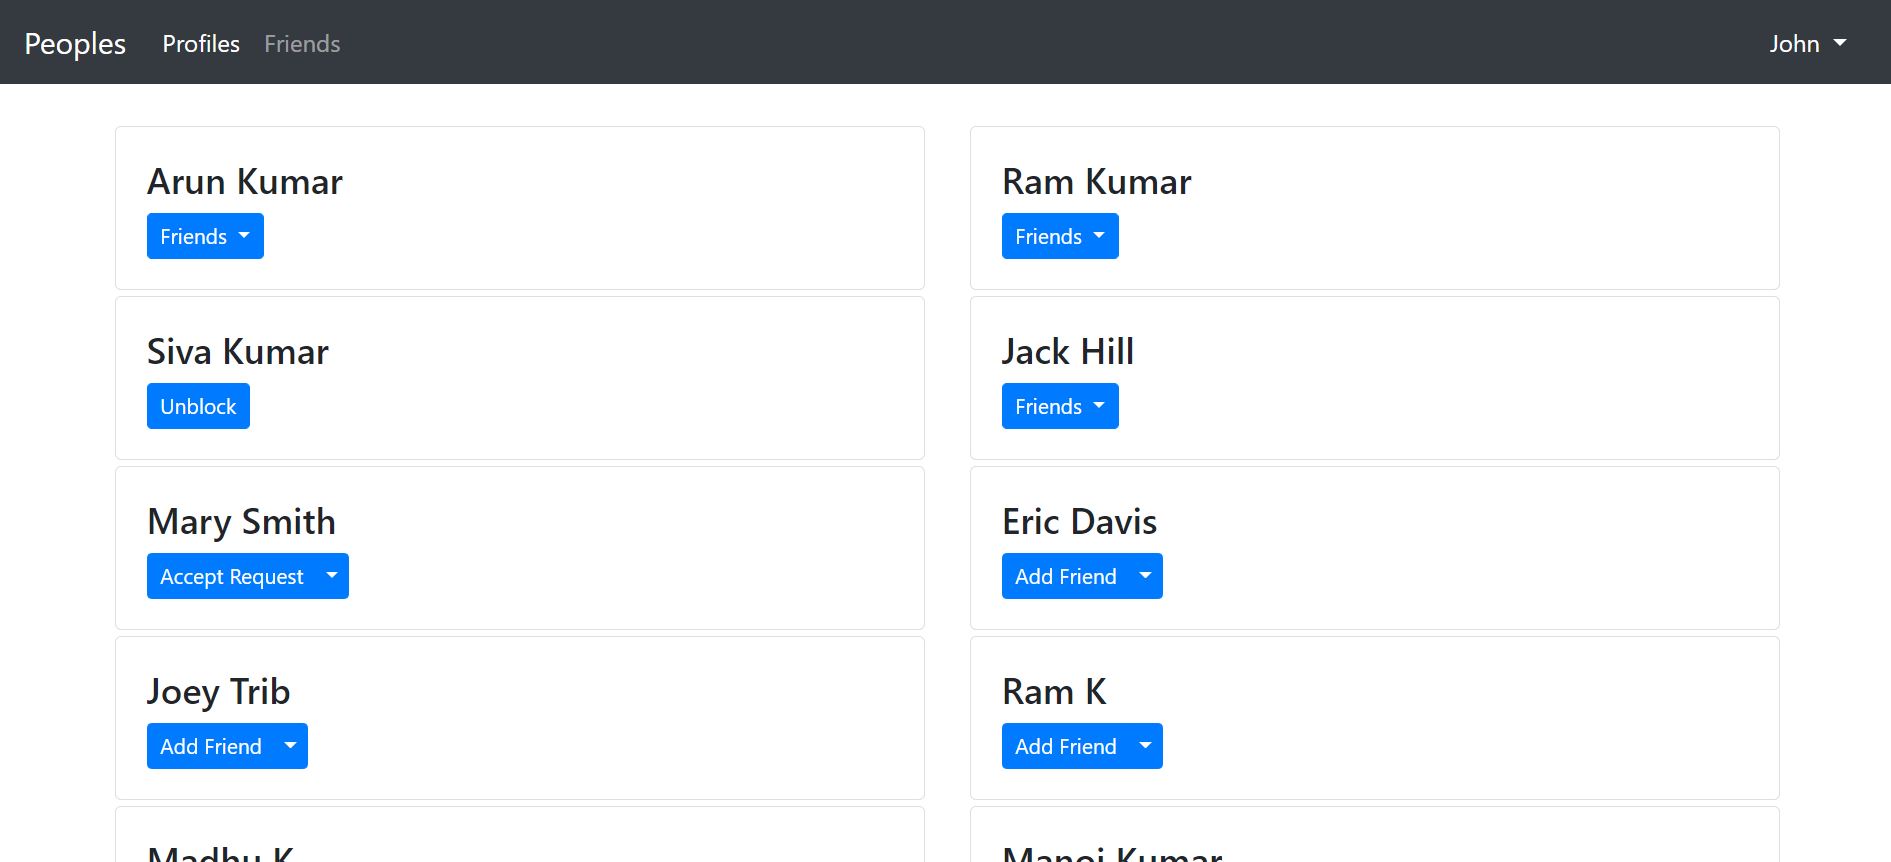 Peoples Profiles Friends John
Arun Kumar
Friends
Ram Kumar
Friends
Siva Kumar
Unblock
Jack Hill
Friends
Mary Smith
Accept Request
Eric Davis
Add Friend
Joey Trib
Add Friend
Ram K
Add Friend
Madhu K
Manoj Kumar